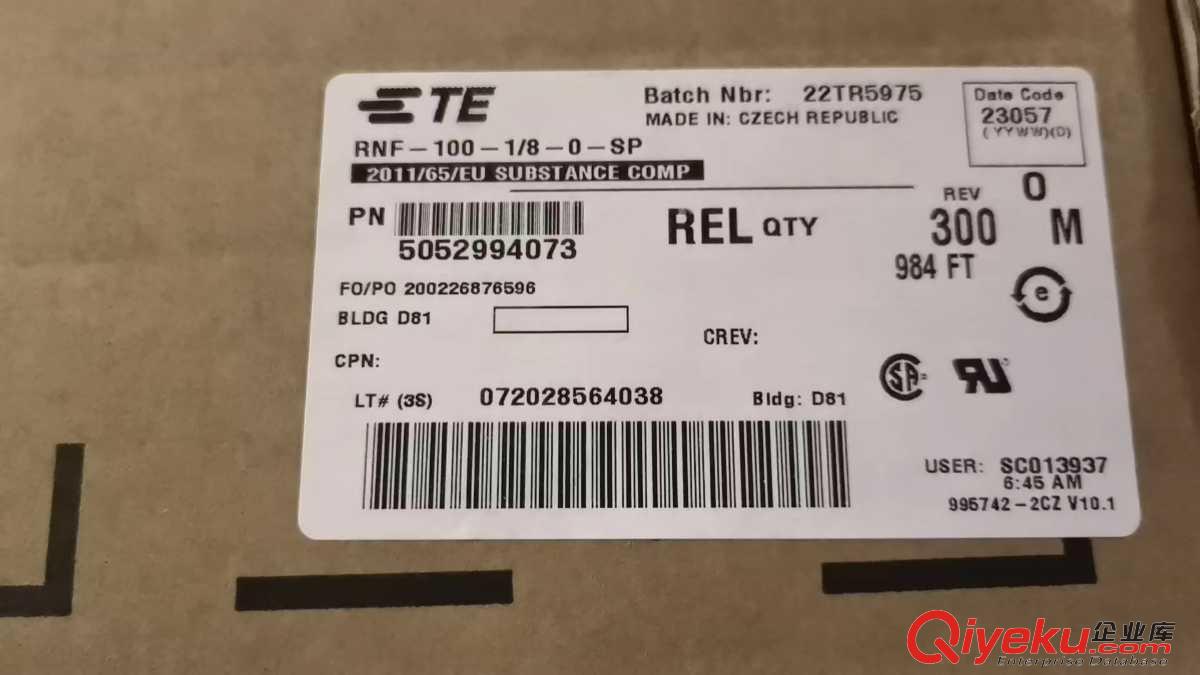 TE
Batch Nbr: 22TR5975
MADE IN: CZECH REPUBLIC
Date Code
23057
(YYWW)(D)
RNF-100-1/8-0-SP
2011/65/EU SUBSTANCE COMP
REV 0
PN
5052994073
REL QTY 300 M
984 FT
e
FO/PO 200226876596
BLDG D81
CREV:
CPN:
LT# (3S) 072028564038 Bldg: D81
USER: SC013937
6:45 AM
995742-2CZ V10.1
Qiyeku企业库
.com
Enterprise Database